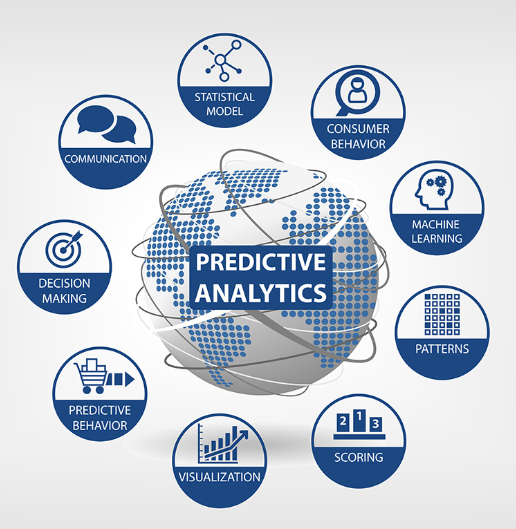 STATISTICAL
MODEL
CONSUMER
BEHAVIOR
MACHINE
LEARNING
PATTERNS
2 1 3
SCORING
VISUALIZATION
PREDICTIVE
BEHAVIOR
DECISION
MAKING
COMMUNICATION
PREDICTIVE
ANALYTICS